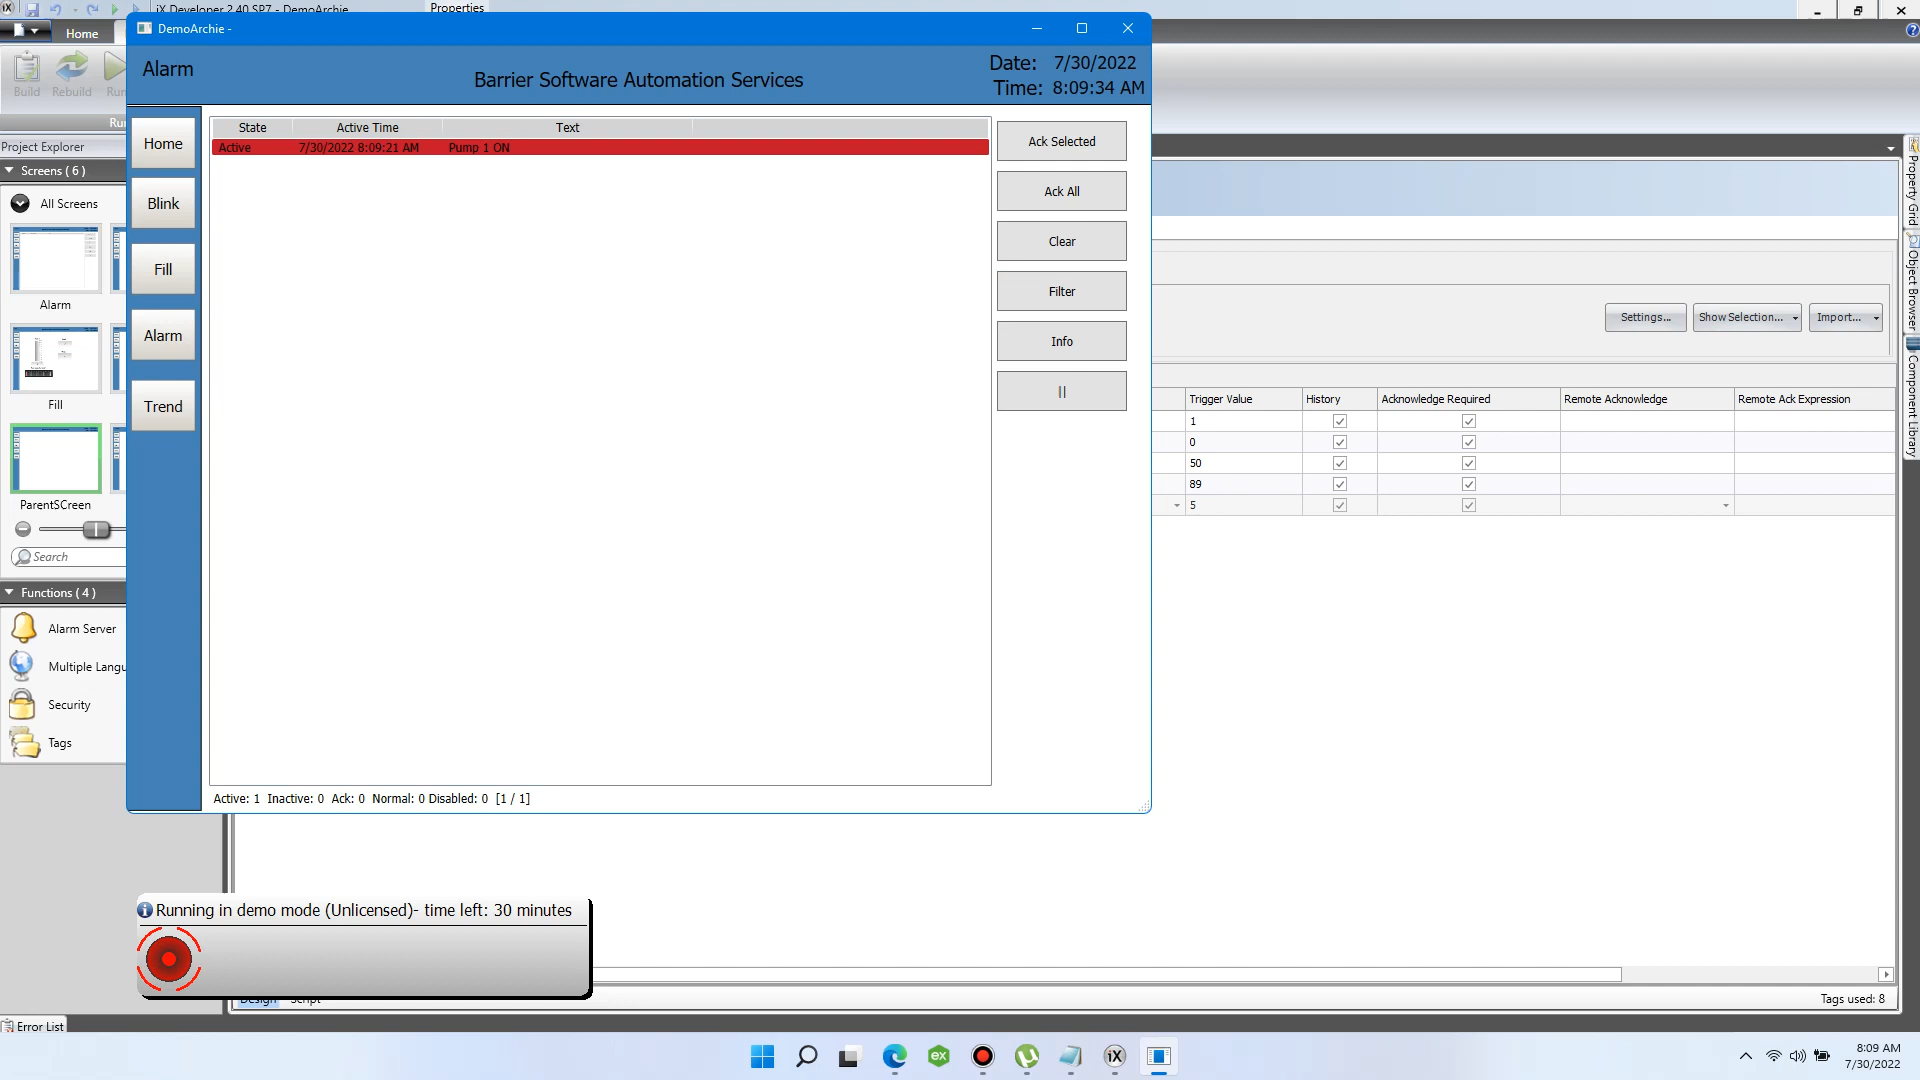 iX Developer 2.40 SP7 - DemoArchie
Properties
Home
Build
Rebuild
Run
DemoArchie -
Alarm
Barrier Software Automation Services
Date: 7/30/2022
Time: 8:09:34 AM
Project Explorer
Screens ( 6 )
All Screens
Alarm
Fill
ParentSCreen
Search
Functions ( 4 )
Alarm Server
Multiple Langu
Security
Tags
Home
Blink
Fill
Alarm
Trend
State Active Time Text
Active 7/30/2022 8:09:21 AM Pump 1 ON
Ack Selected
Ack All
Clear
Filter
Info
||
Active: 1 Inactive: 0 Ack: 0 Normal: 0 Disabled: 0 [1 / 1]
Settings...
Show Selection...
Import...
Trigger Value History Acknowledge Required Remote Acknowledge Remote Ack Expression
1
0
50
89
5
Property Grid
Object Browser
Component Library
Running in demo mode (Unlicensed)- time left: 30 minutes
Design Script
Tags used: 8
Error List
ex
iX
8:09 AM
7/30/2022